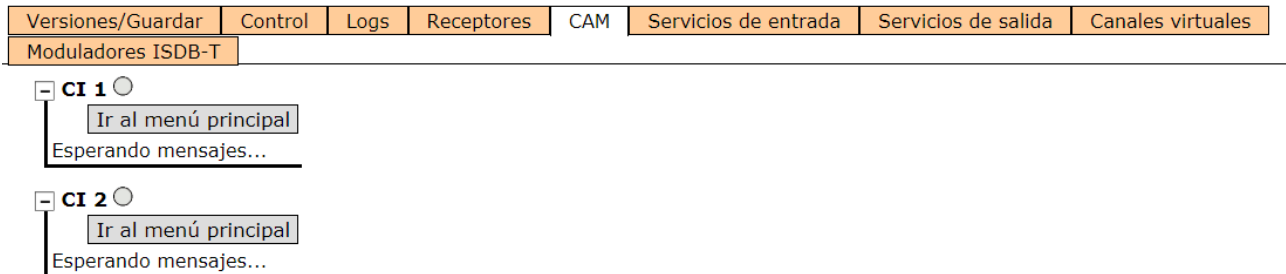 Versiones/Guardar Control Logs Receptores CAM Servicios de entrada Servicios de salida Canales virtuales
Moduladores ISDB-T
CI 1
Ir al menú principal
Esperando mensajes...
CI 2
Ir al menú principal
Esperando mensajes...